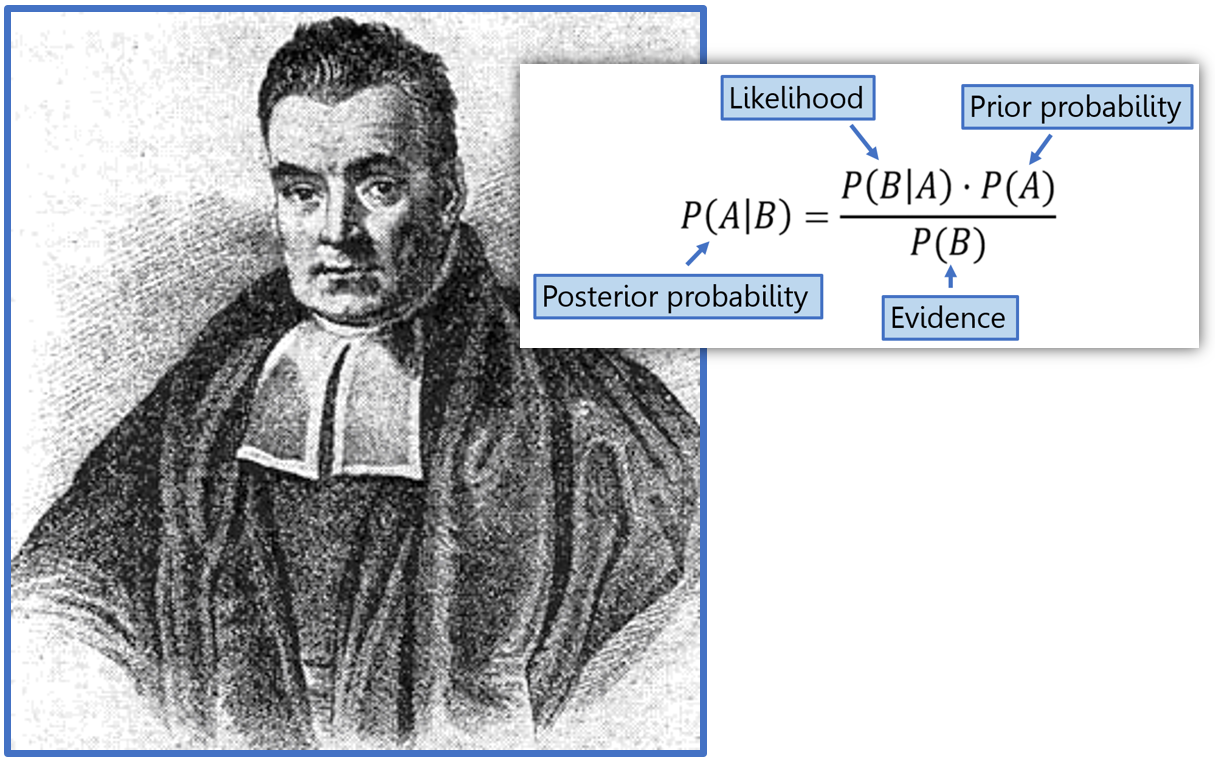 Likelihood
Prior probability
P(A|B) = P(B|A) · P(A)
P(B)
Posterior probability
Evidence